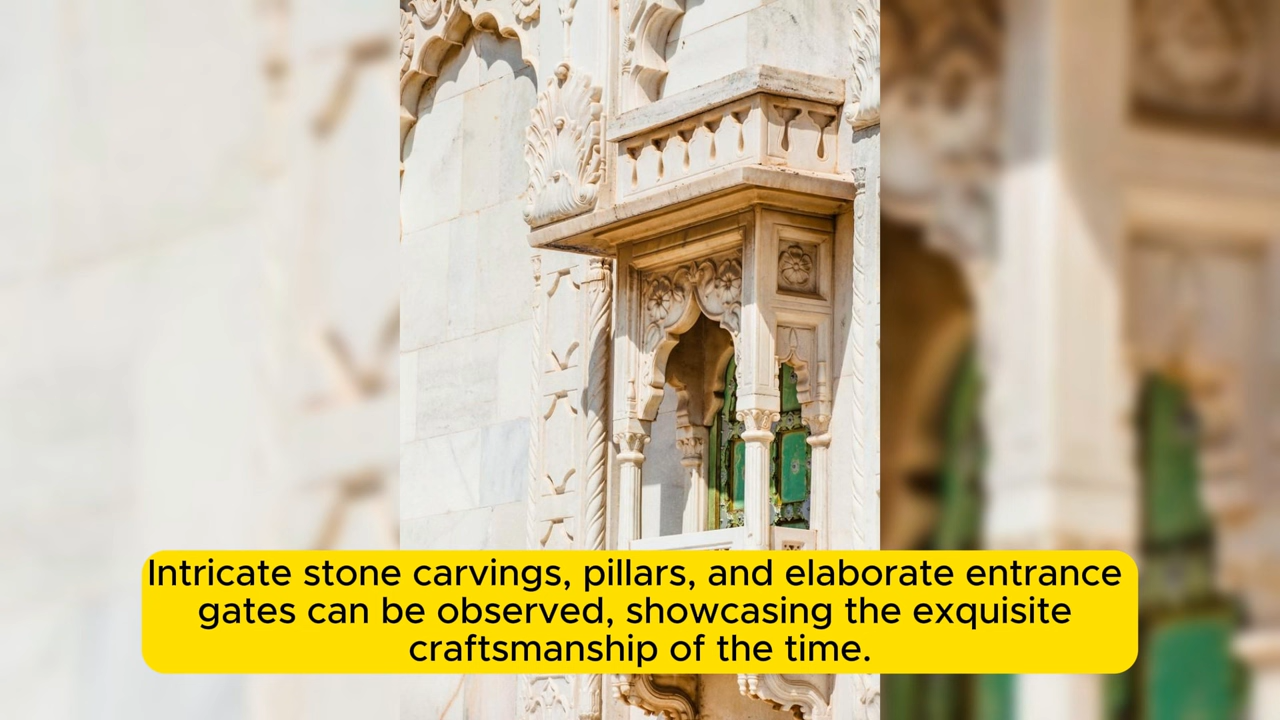 Intricate stone carvings, pillars, and elaborate entrance
gates can be observed, showcasing the exquisite
craftsmanship of the time.